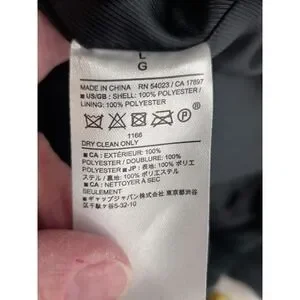 L
G
MADE IN CHINA RN 54023 / CA 17897
■ US/GB : SHELL: 100% POLYESTER /
LINING: 100% POLYESTER
P
1166
DRY CLEAN ONLY
■ CA : EXTÉRIEUR: 100%
POLYESTER / DOUBLURE: 100%
POLYESTER ■ JP : 表地: 100% ポリエ
ステル / 裏地: 100% ポリエステル
■ CA : NETTOYER À SEC
■ ギャップジャパン株式会社 東京都渋谷
区千駄ヶ谷5-32-10